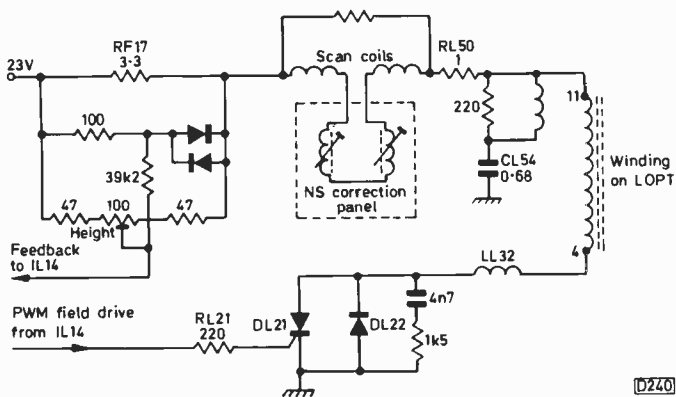 23V
RF17
3·3
100
39k2
47
100
47
Height
Feedback
to IL14
PWM field drive
from IL14
RL21
220
DL21
DL22
4n7
1k5
LL32
Scan coils
NS correction
panel
RL50
1
220
CL54
0·68
11
4
Winding
on LOPT
D240